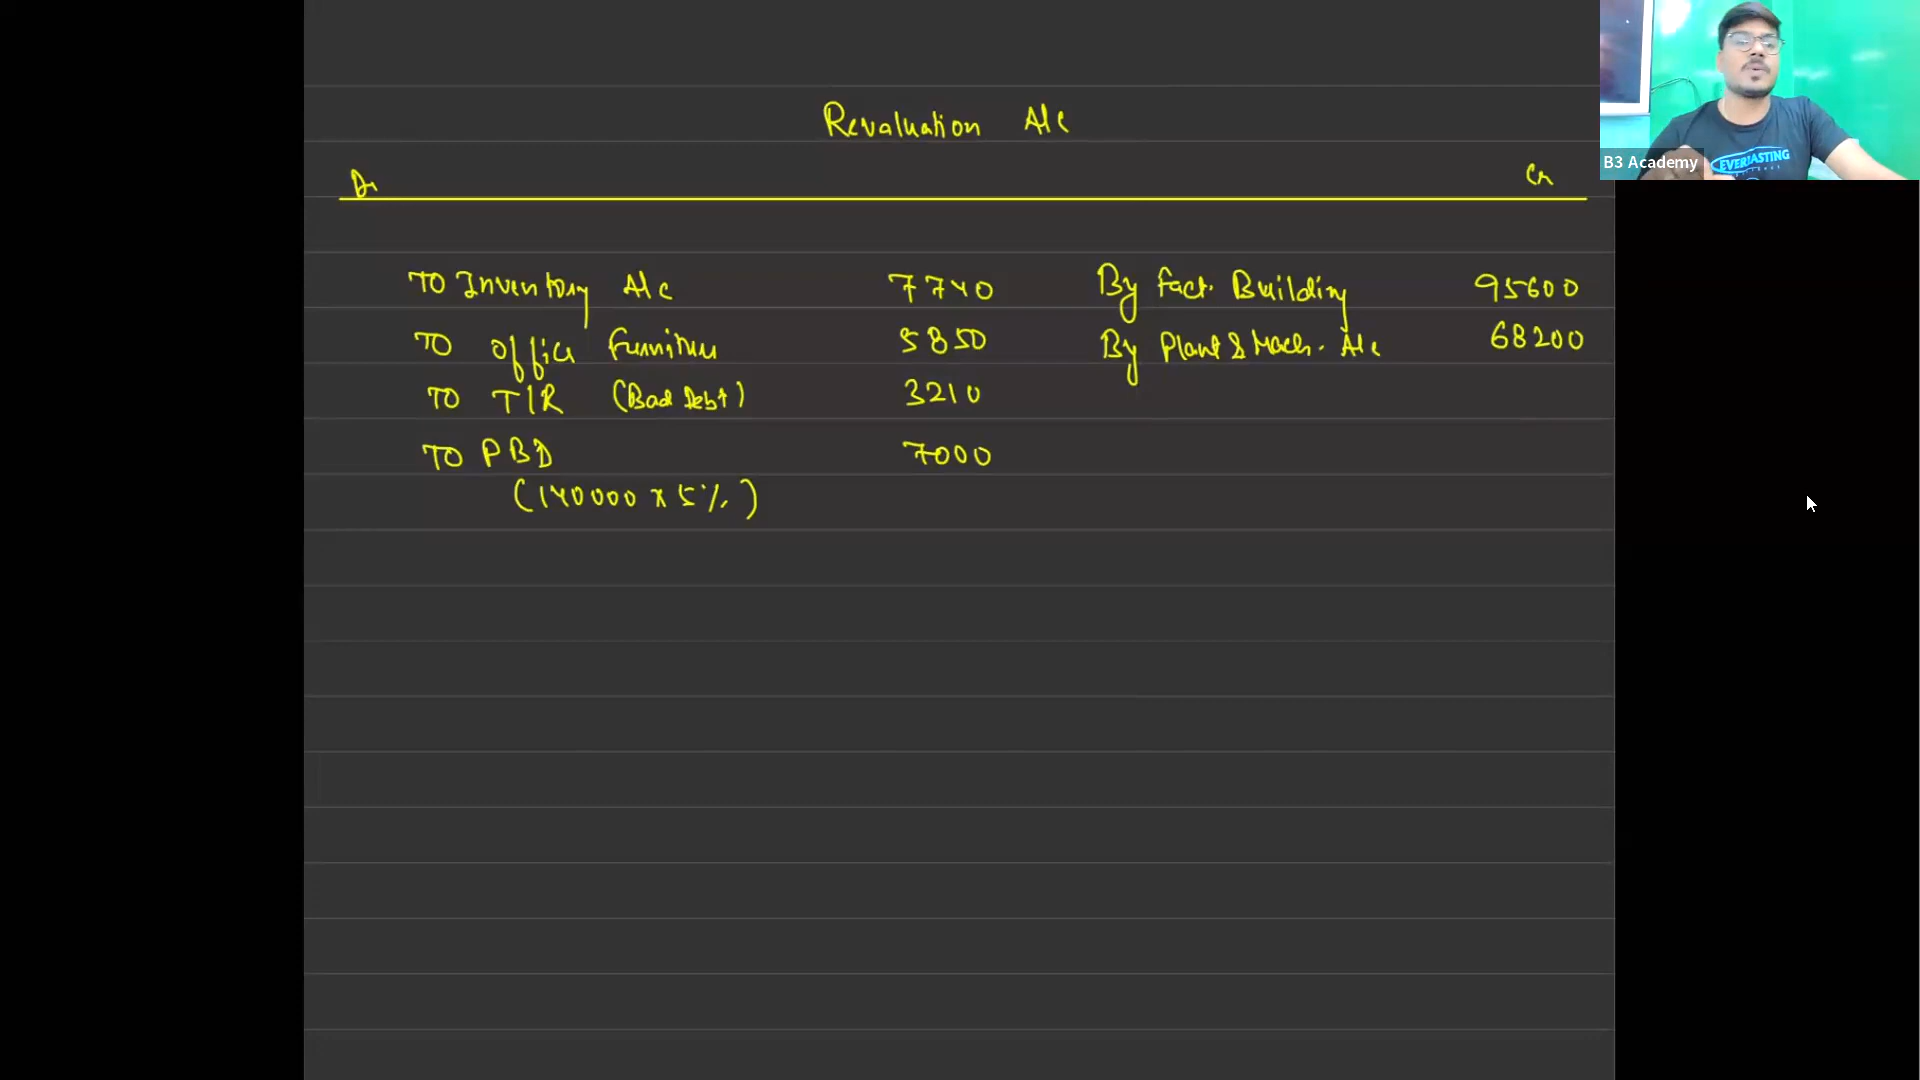 Revaluation A/c
Dr Cr
To Inventory A/c 7740 By Fact. Building 95600
To Office Furniture 5850 By Plant & Mach. A/c 68200
To T/R (Bad Debt) 3210
To PBD 7000
(140000 x 5%)
B3 Academy
EVERLASTING